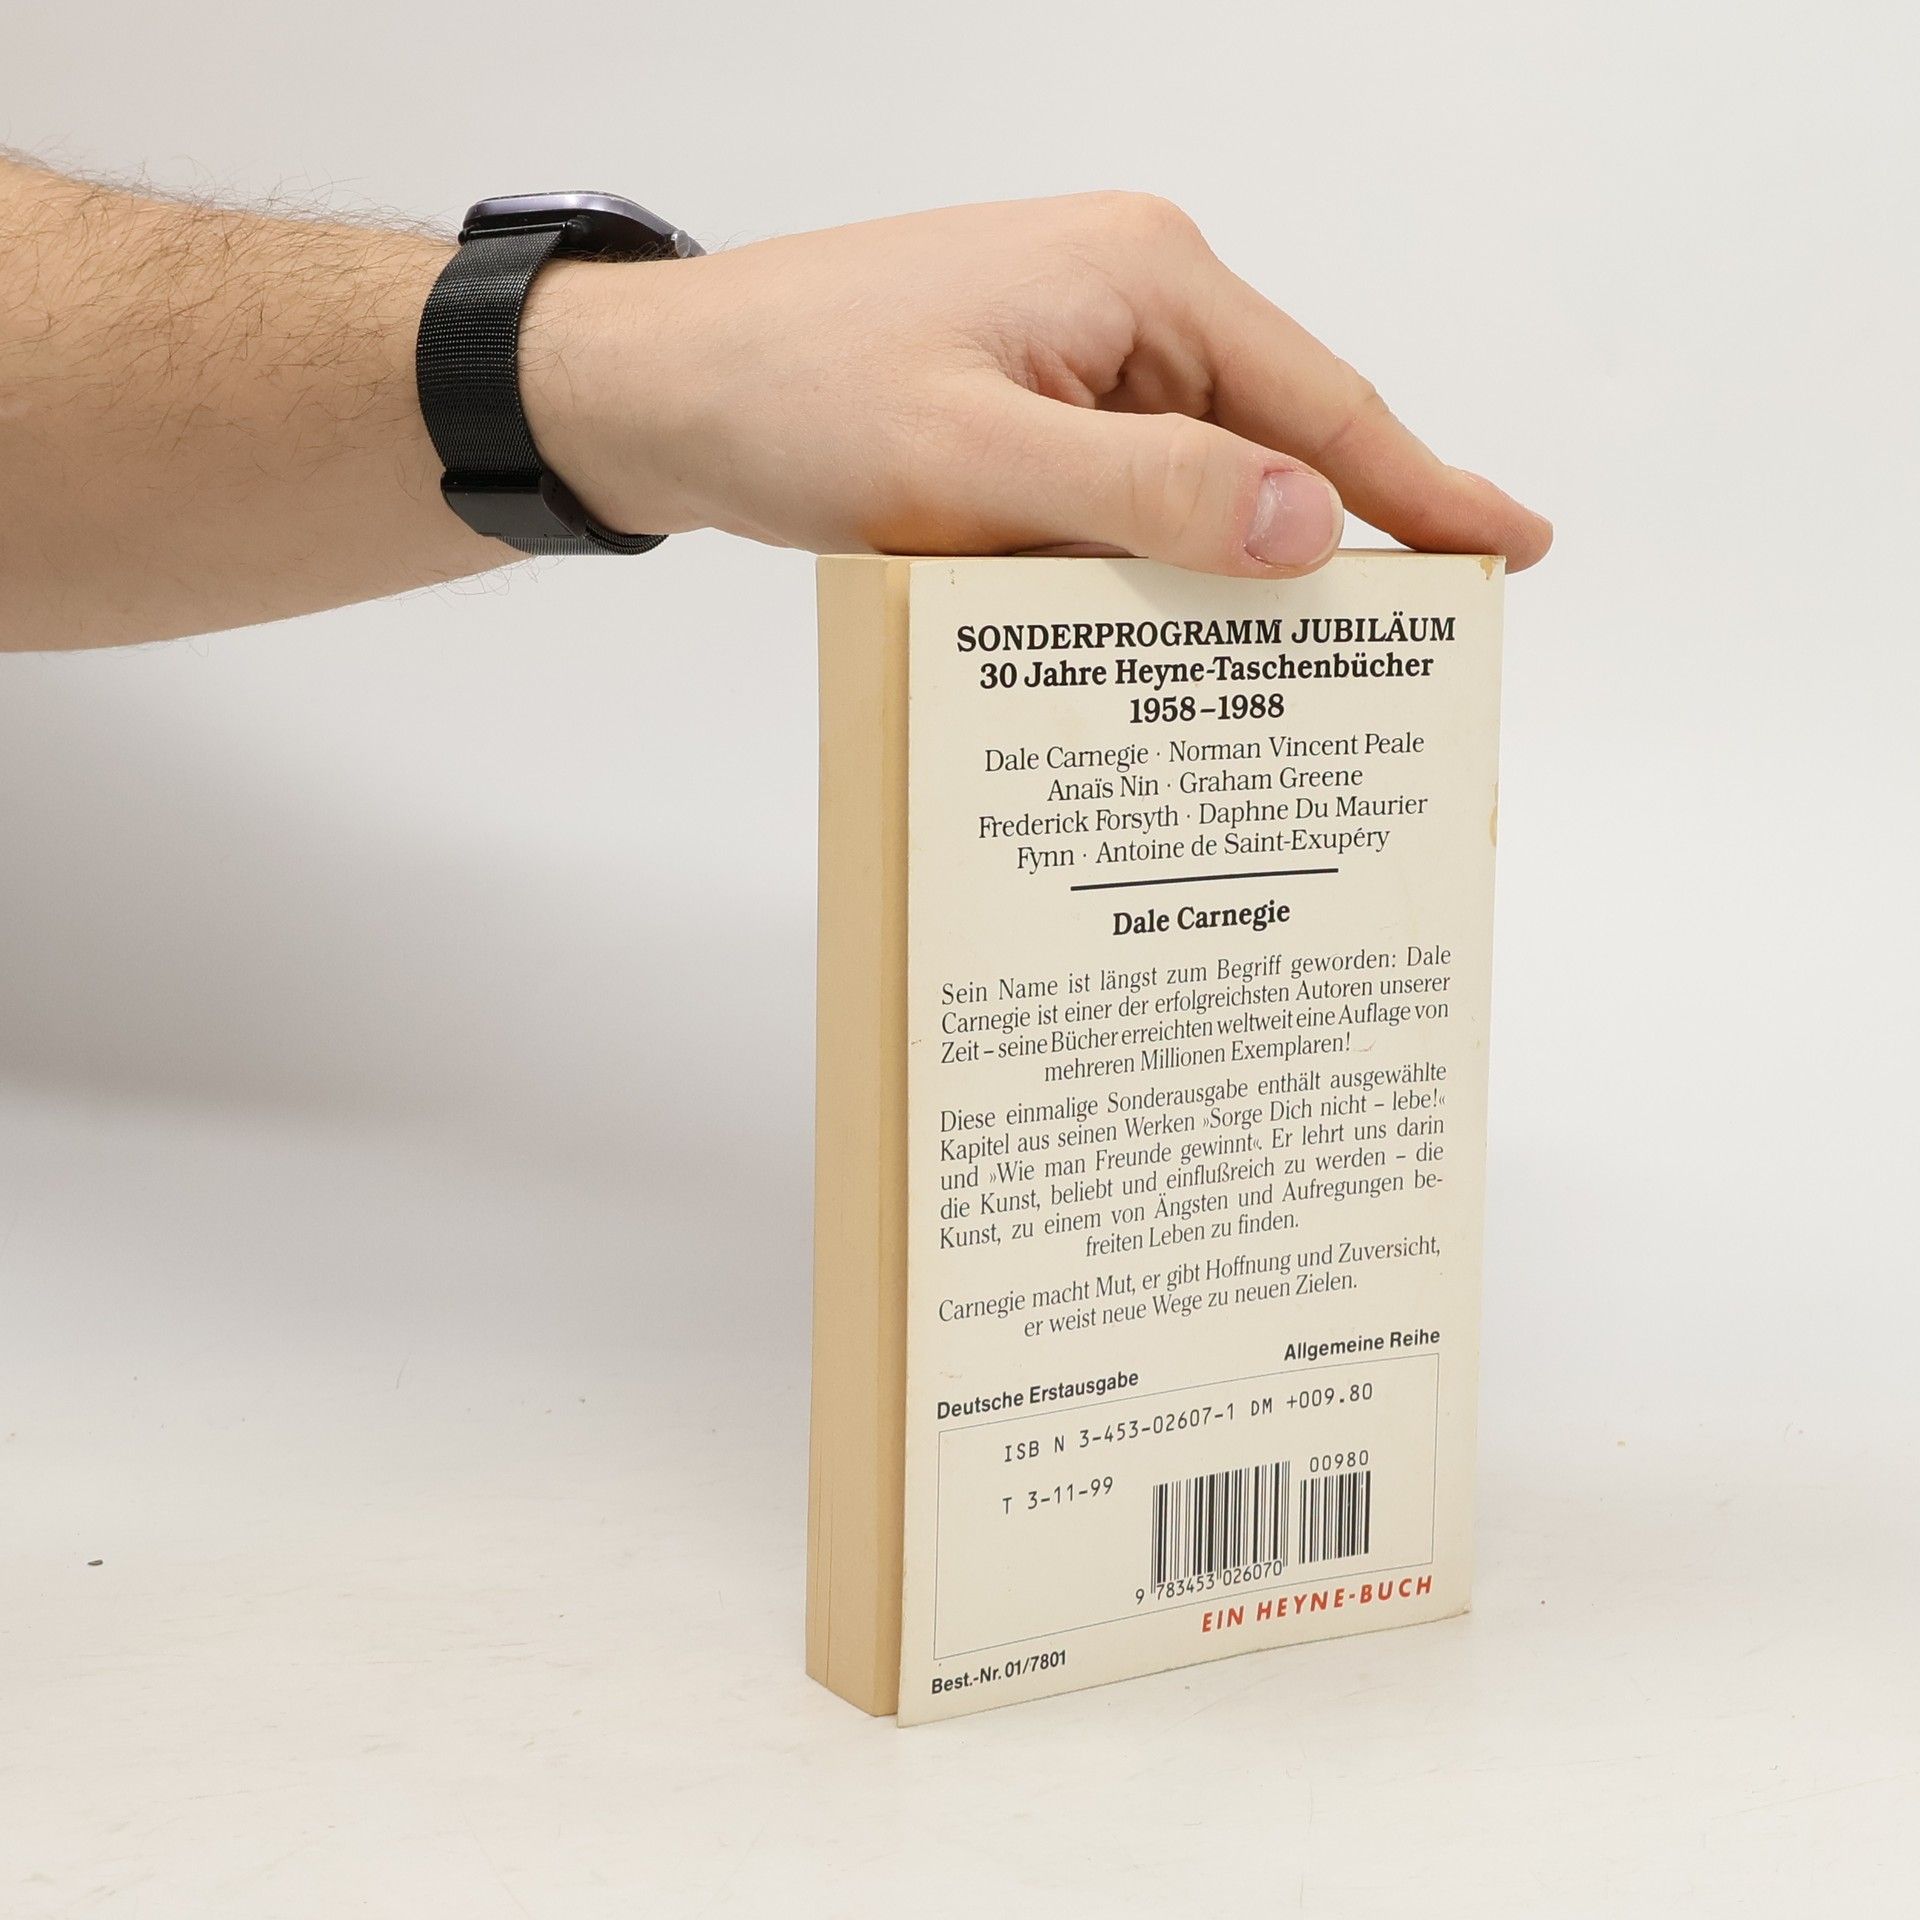 SONDERPROGRAMM JUBILÄUM
30 Jahre Heyne-Taschenbücher
1958–1988
Dale Carnegie · Norman Vincent Peale
Anaïs Nin · Graham Greene
Frederick Forsyth · Daphne Du Maurier
Fynn · Antoine de Saint-Exupéry
Dale Carnegie
Sein Name ist längst zum Begriff geworden: Dale
Carnegie ist einer der erfolgreichsten Autoren unserer
Zeit – seine Bücher erreichten weltweit eine Auflage von
mehreren Millionen Exemplaren!
Diese einmalige Sonderausgabe enthält ausgewählte
Kapitel aus seinen Werken »Sorge Dich nicht – lebe!«
und »Wie man Freunde gewinnt«. Er lehrt uns darin
die Kunst, beliebt und einflußreich zu werden – die
Kunst, zu einem von Ängsten und Aufregungen be-
freiten Leben zu finden.
Carnegie macht Mut, er gibt Hoffnung und Zuversicht,
er weist neue Wege zu neuen Zielen.
Allgemeine Reihe
Deutsche Erstausgabe
ISB N 3-453-02607-1 DM +009.80
00980
T 3-11-99
9 783453 026070
EIN HEYNE-BUCH
Best.-Nr. 01/7801